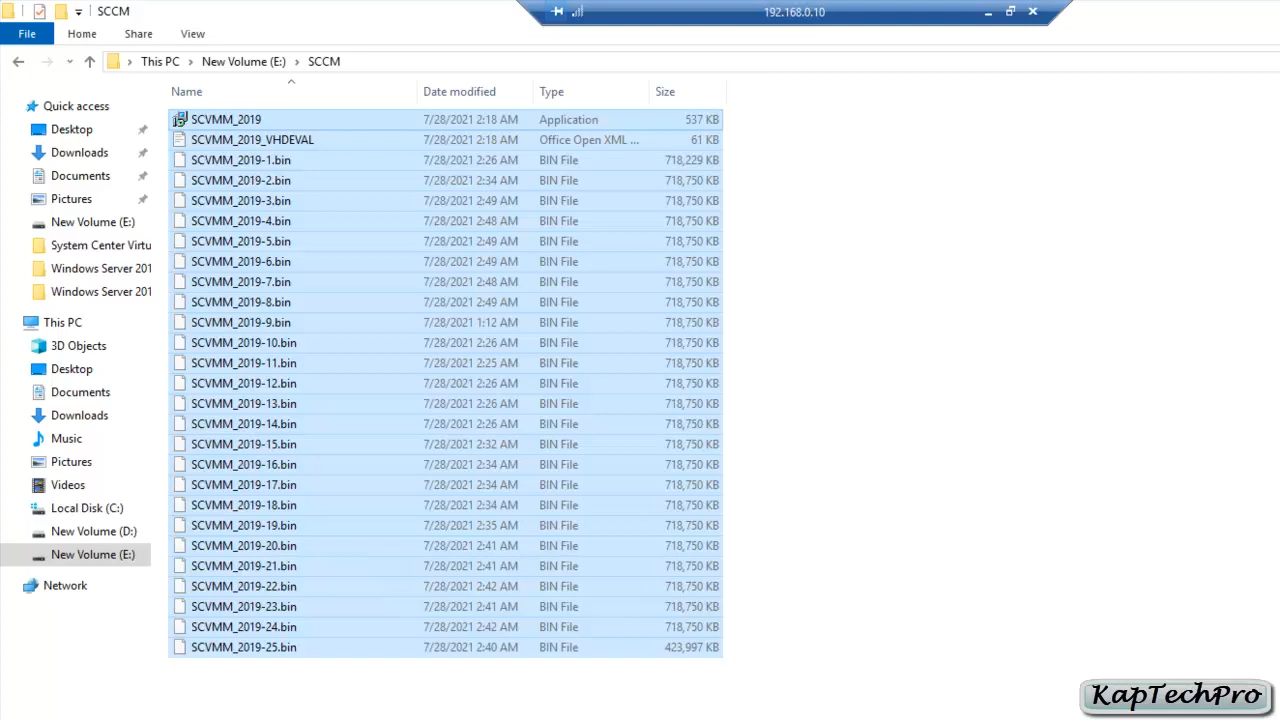 SCCM
192.168.0.10
File Home Share View
This PC New Volume (E:) SCCM
Name Date modified Type Size
Quick access
Desktop
Downloads
Documents
Pictures
New Volume (E:)
System Center Virtu
Windows Server 201
Windows Server 201
This PC
3D Objects
Desktop
Documents
Downloads
Music
Pictures
Videos
Local Disk (C:)
New Volume (D:)
New Volume (E:)
Network
SCVMM_2019 7/28/2021 2:18 AM Application 537 KB
SCVMM_2019_VHDEVAL 7/28/2021 2:18 AM Office Open XML ... 61 KB
SCVMM_2019-1.bin 7/28/2021 2:26 AM BIN File 718,229 KB
SCVMM_2019-2.bin 7/28/2021 2:34 AM BIN File 718,750 KB
SCVMM_2019-3.bin 7/28/2021 2:49 AM BIN File 718,750 KB
SCVMM_2019-4.bin 7/28/2021 2:48 AM BIN File 718,750 KB
SCVMM_2019-5.bin 7/28/2021 2:49 AM BIN File 718,750 KB
SCVMM_2019-6.bin 7/28/2021 2:49 AM BIN File 718,750 KB
SCVMM_2019-7.bin 7/28/2021 2:48 AM BIN File 718,750 KB
SCVMM_2019-8.bin 7/28/2021 2:49 AM BIN File 718,750 KB
SCVMM_2019-9.bin 7/28/2021 1:12 AM BIN File 718,750 KB
SCVMM_2019-10.bin 7/28/2021 2:26 AM BIN File 718,750 KB
SCVMM_2019-11.bin 7/28/2021 2:25 AM BIN File 718,750 KB
SCVMM_2019-12.bin 7/28/2021 2:26 AM BIN File 718,750 KB
SCVMM_2019-13.bin 7/28/2021 2:26 AM BIN File 718,750 KB
SCVMM_2019-14.bin 7/28/2021 2:26 AM BIN File 718,750 KB
SCVMM_2019-15.bin 7/28/2021 2:32 AM BIN File 718,750 KB
SCVMM_2019-16.bin 7/28/2021 2:34 AM BIN File 718,750 KB
SCVMM_2019-17.bin 7/28/2021 2:34 AM BIN File 718,750 KB
SCVMM_2019-18.bin 7/28/2021 2:34 AM BIN File 718,750 KB
SCVMM_2019-19.bin 7/28/2021 2:35 AM BIN File 718,750 KB
SCVMM_2019-20.bin 7/28/2021 2:41 AM BIN File 718,750 KB
SCVMM_2019-21.bin 7/28/2021 2:41 AM BIN File 718,750 KB
SCVMM_2019-22.bin 7/28/2021 2:42 AM BIN File 718,750 KB
SCVMM_2019-23.bin 7/28/2021 2:41 AM BIN File 718,750 KB
SCVMM_2019-24.bin 7/28/2021 2:42 AM BIN File 718,750 KB
SCVMM_2019-25.bin 7/28/2021 2:40 AM BIN File 423,997 KB
KapTechPro